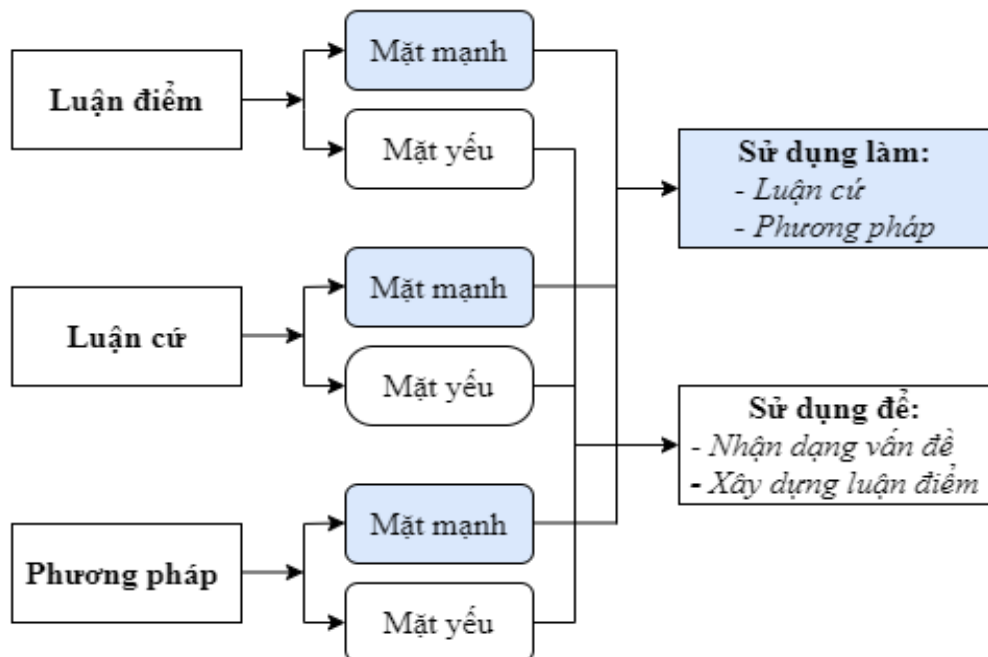 Luận điểm
Mặt mạnh
Mặt yếu
Luận cứ
Mặt mạnh
Mặt yếu
Phương pháp
Mặt mạnh
Mặt yếu
Sử dụng làm:
- Luận cứ
- Phương pháp
Sử dụng để:
- Nhận dạng vấn đề
- Xây dựng luận điểm